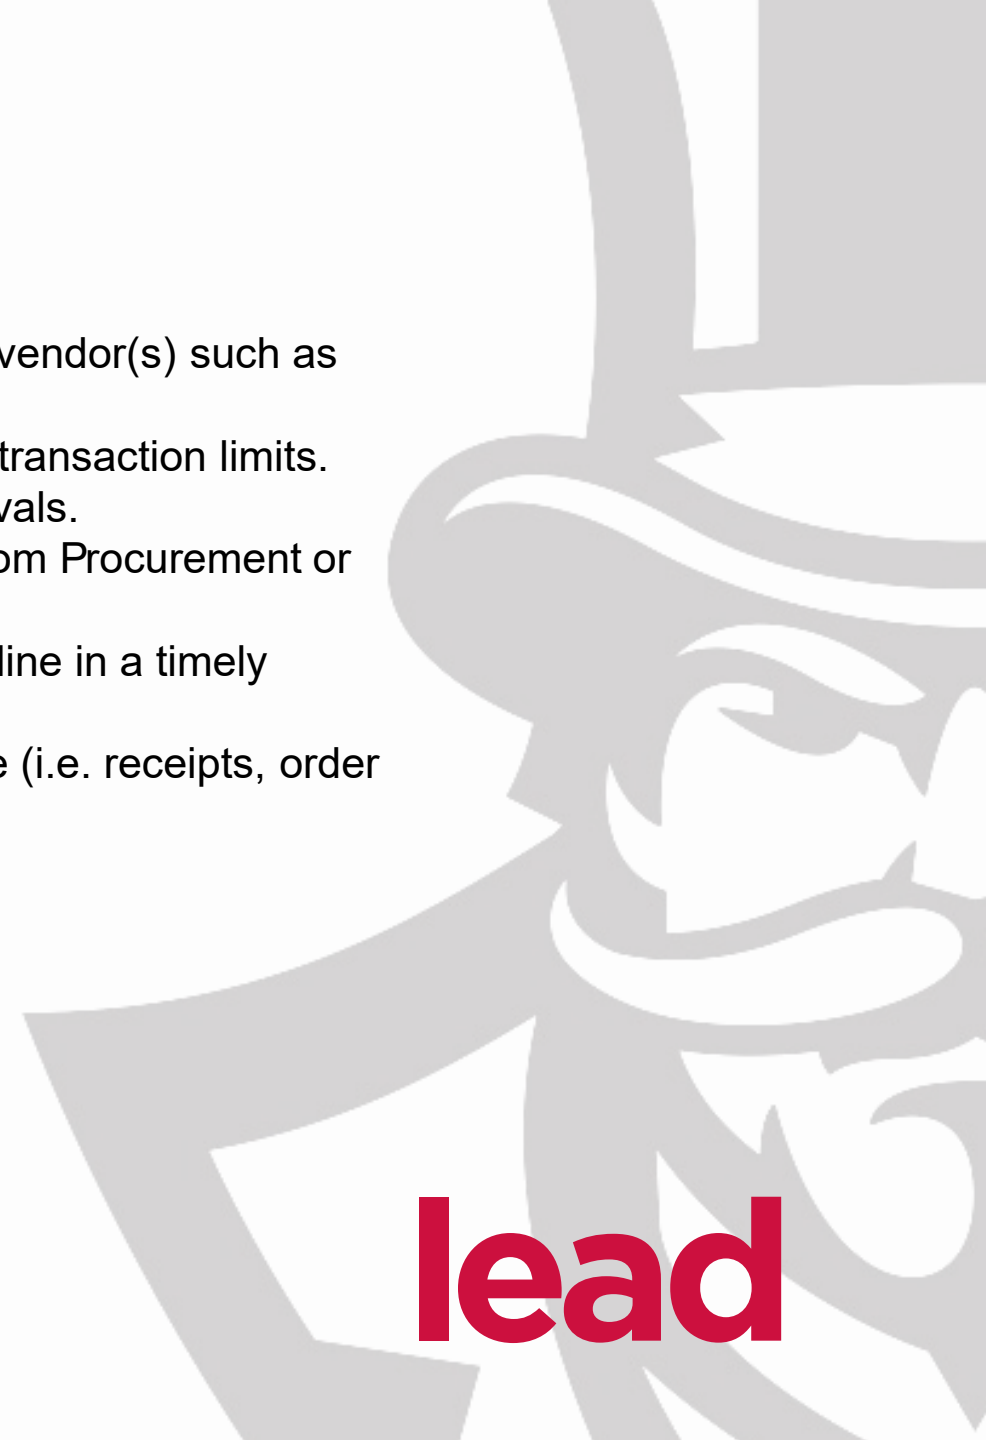 vendor(s) such as
transaction limits.
vals.
om Procurement or
line in a timely
e (i.e. receipts, order
lead